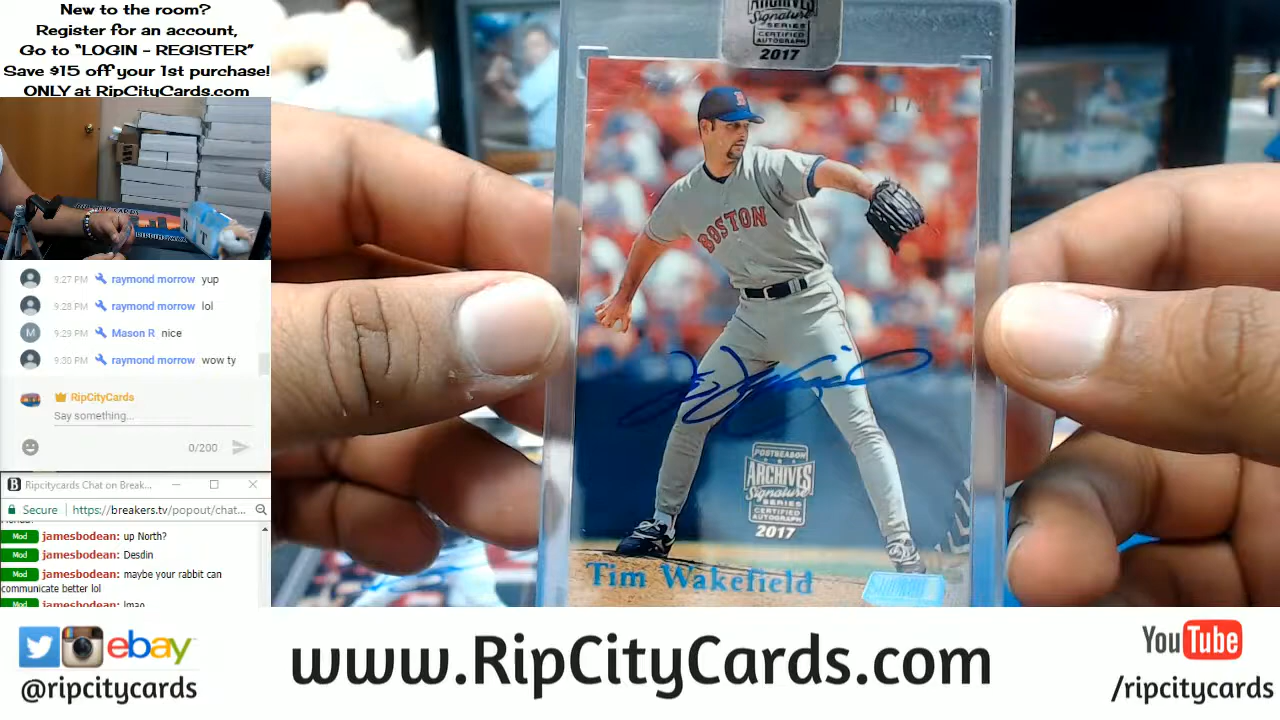 New to the room?
Register for an account,
Go to “LOGIN - REGISTER”
Save $15 off your 1st purchase!
ONLY at RipCityCards.com
9:27 PM raymond morrow yup
9:28 PM raymond morrow lol
M 9:29 PM Mason R nice
9:30 PM raymond morrow wow ty
RipCityCards
Say something...
0/200
B Ripcitycards Chat on Break...
Secure https://breakers.tv/popout/chat...
Mod jamesbodean: up North?
Mod jamesbodean: Desdin
Mod jamesbodean: maybe your rabbit can
communicate better lol
Mod jamesbodean: lmao
ARCHIVES
Signature
SERIES
CERTIFIED
AUTOGRAPH
2017
BOSTON
POSTSEASON
ARCHIVES
Signature
SERIES
CERTIFIED
AUTOGRAPH
2017
Tim Wakefield
ebay
@ripcitycards
www.RipCityCards.com
YouTube
/ripcitycards